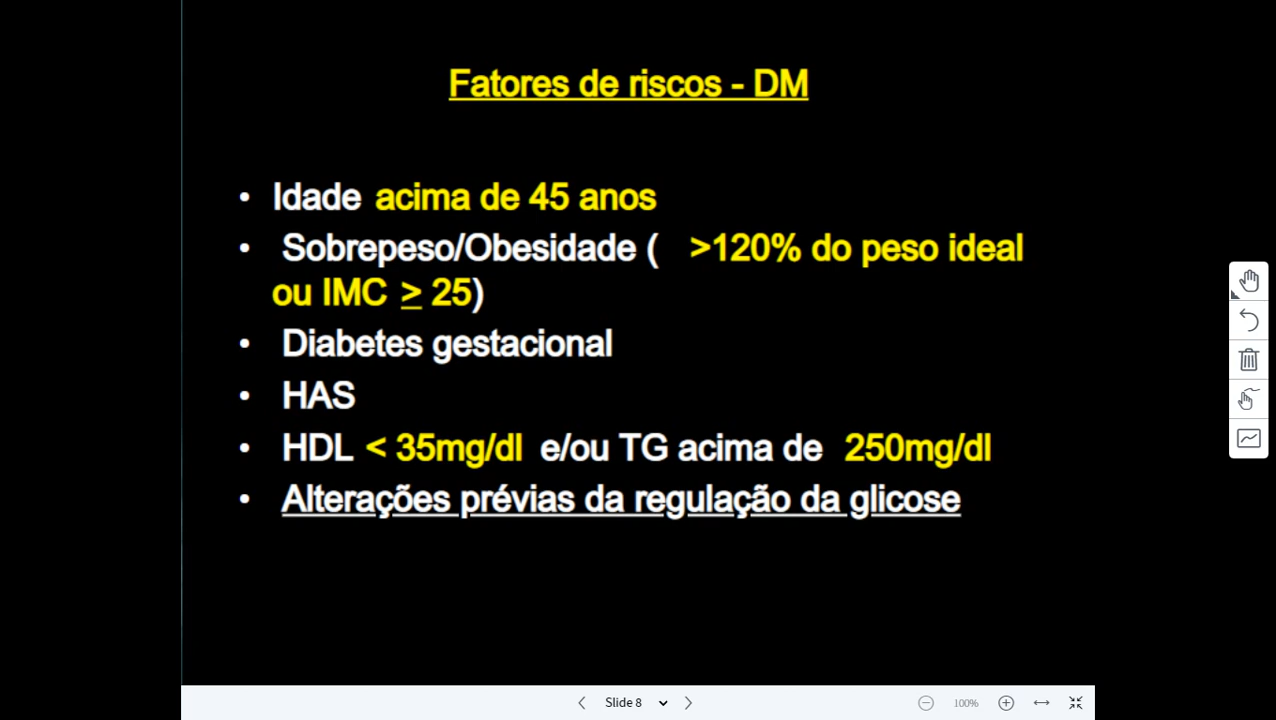 Fatores de riscos - DM
• Idade acima de 45 anos
• Sobrepeso/Obesidade ( >120% do peso ideal
ou IMC ≥ 25)
• Diabetes gestacional
• HAS
• HDL < 35mg/dl e/ou TG acima de 250mg/dl
• Alterações prévias da regulação da glicose
Slide 8
100%